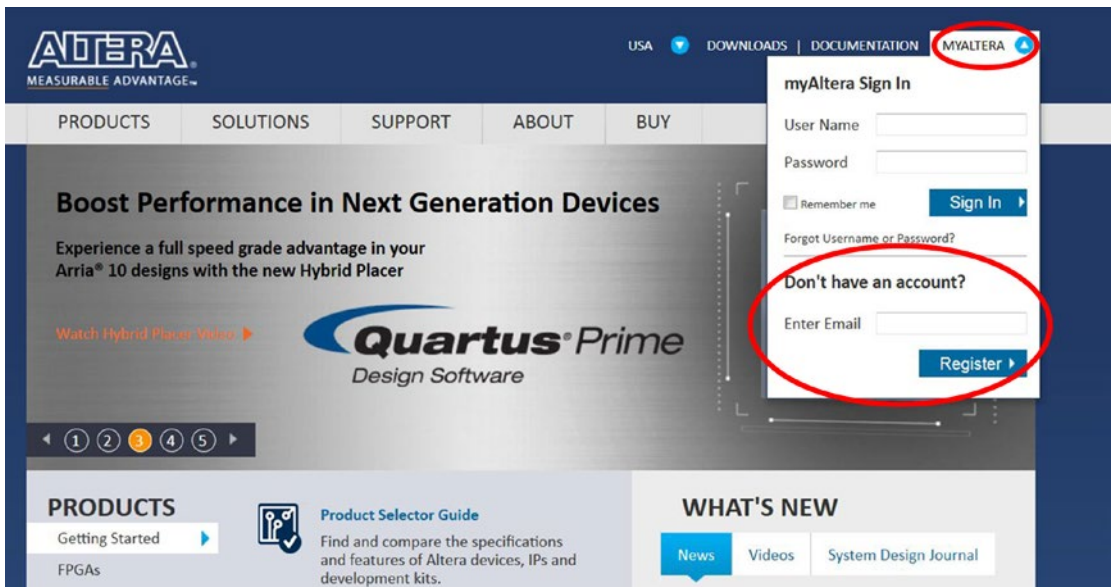 ALTERA®
MEASURABLE ADVANTAGE™
USA
DOWNLOADS | DOCUMENTATION
MYALTERA
PRODUCTS
SOLUTIONS
SUPPORT
ABOUT
BUY
myAltera Sign In
User Name
Password
Remember me
Sign In
Forgot Username or Password?
Don't have an account?
Enter Email
Register
Boost Performance in Next Generation Devices
Experience a full speed grade advantage in your
Arria® 10 designs with the new Hybrid Placer
Watch Hybrid Placer Video
Quartus® Prime
Design Software
1 2 3 4 5
PRODUCTS
Getting Started
FPGAs
Product Selector Guide
Find and compare the specifications
and features of Altera devices, IPs and
development kits.
WHAT'S NEW
News
Videos
System Design Journal